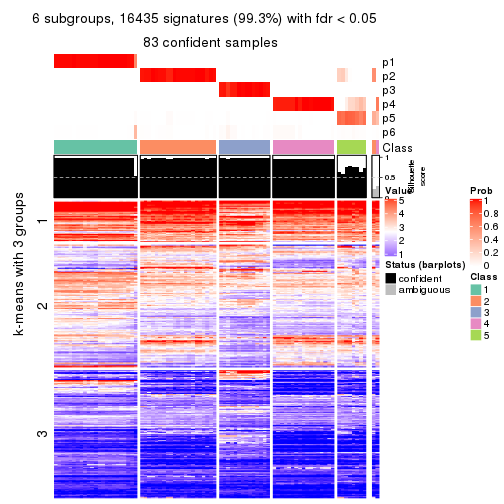 6 subgroups, 16435 signatures (99.3%) with fdr < 0.05
83 confident samples
p1
p2
p3
p4
p5
p6
Class
1
0.5
0
Silhouette
score
k-means with 3 groups
1
2
3
Value
5
4
3
2
1
Status (barplots)
confident
ambiguous
Prob
1
0.8
0.6
0.4
0.2
0
Class
1
2
3
4
5